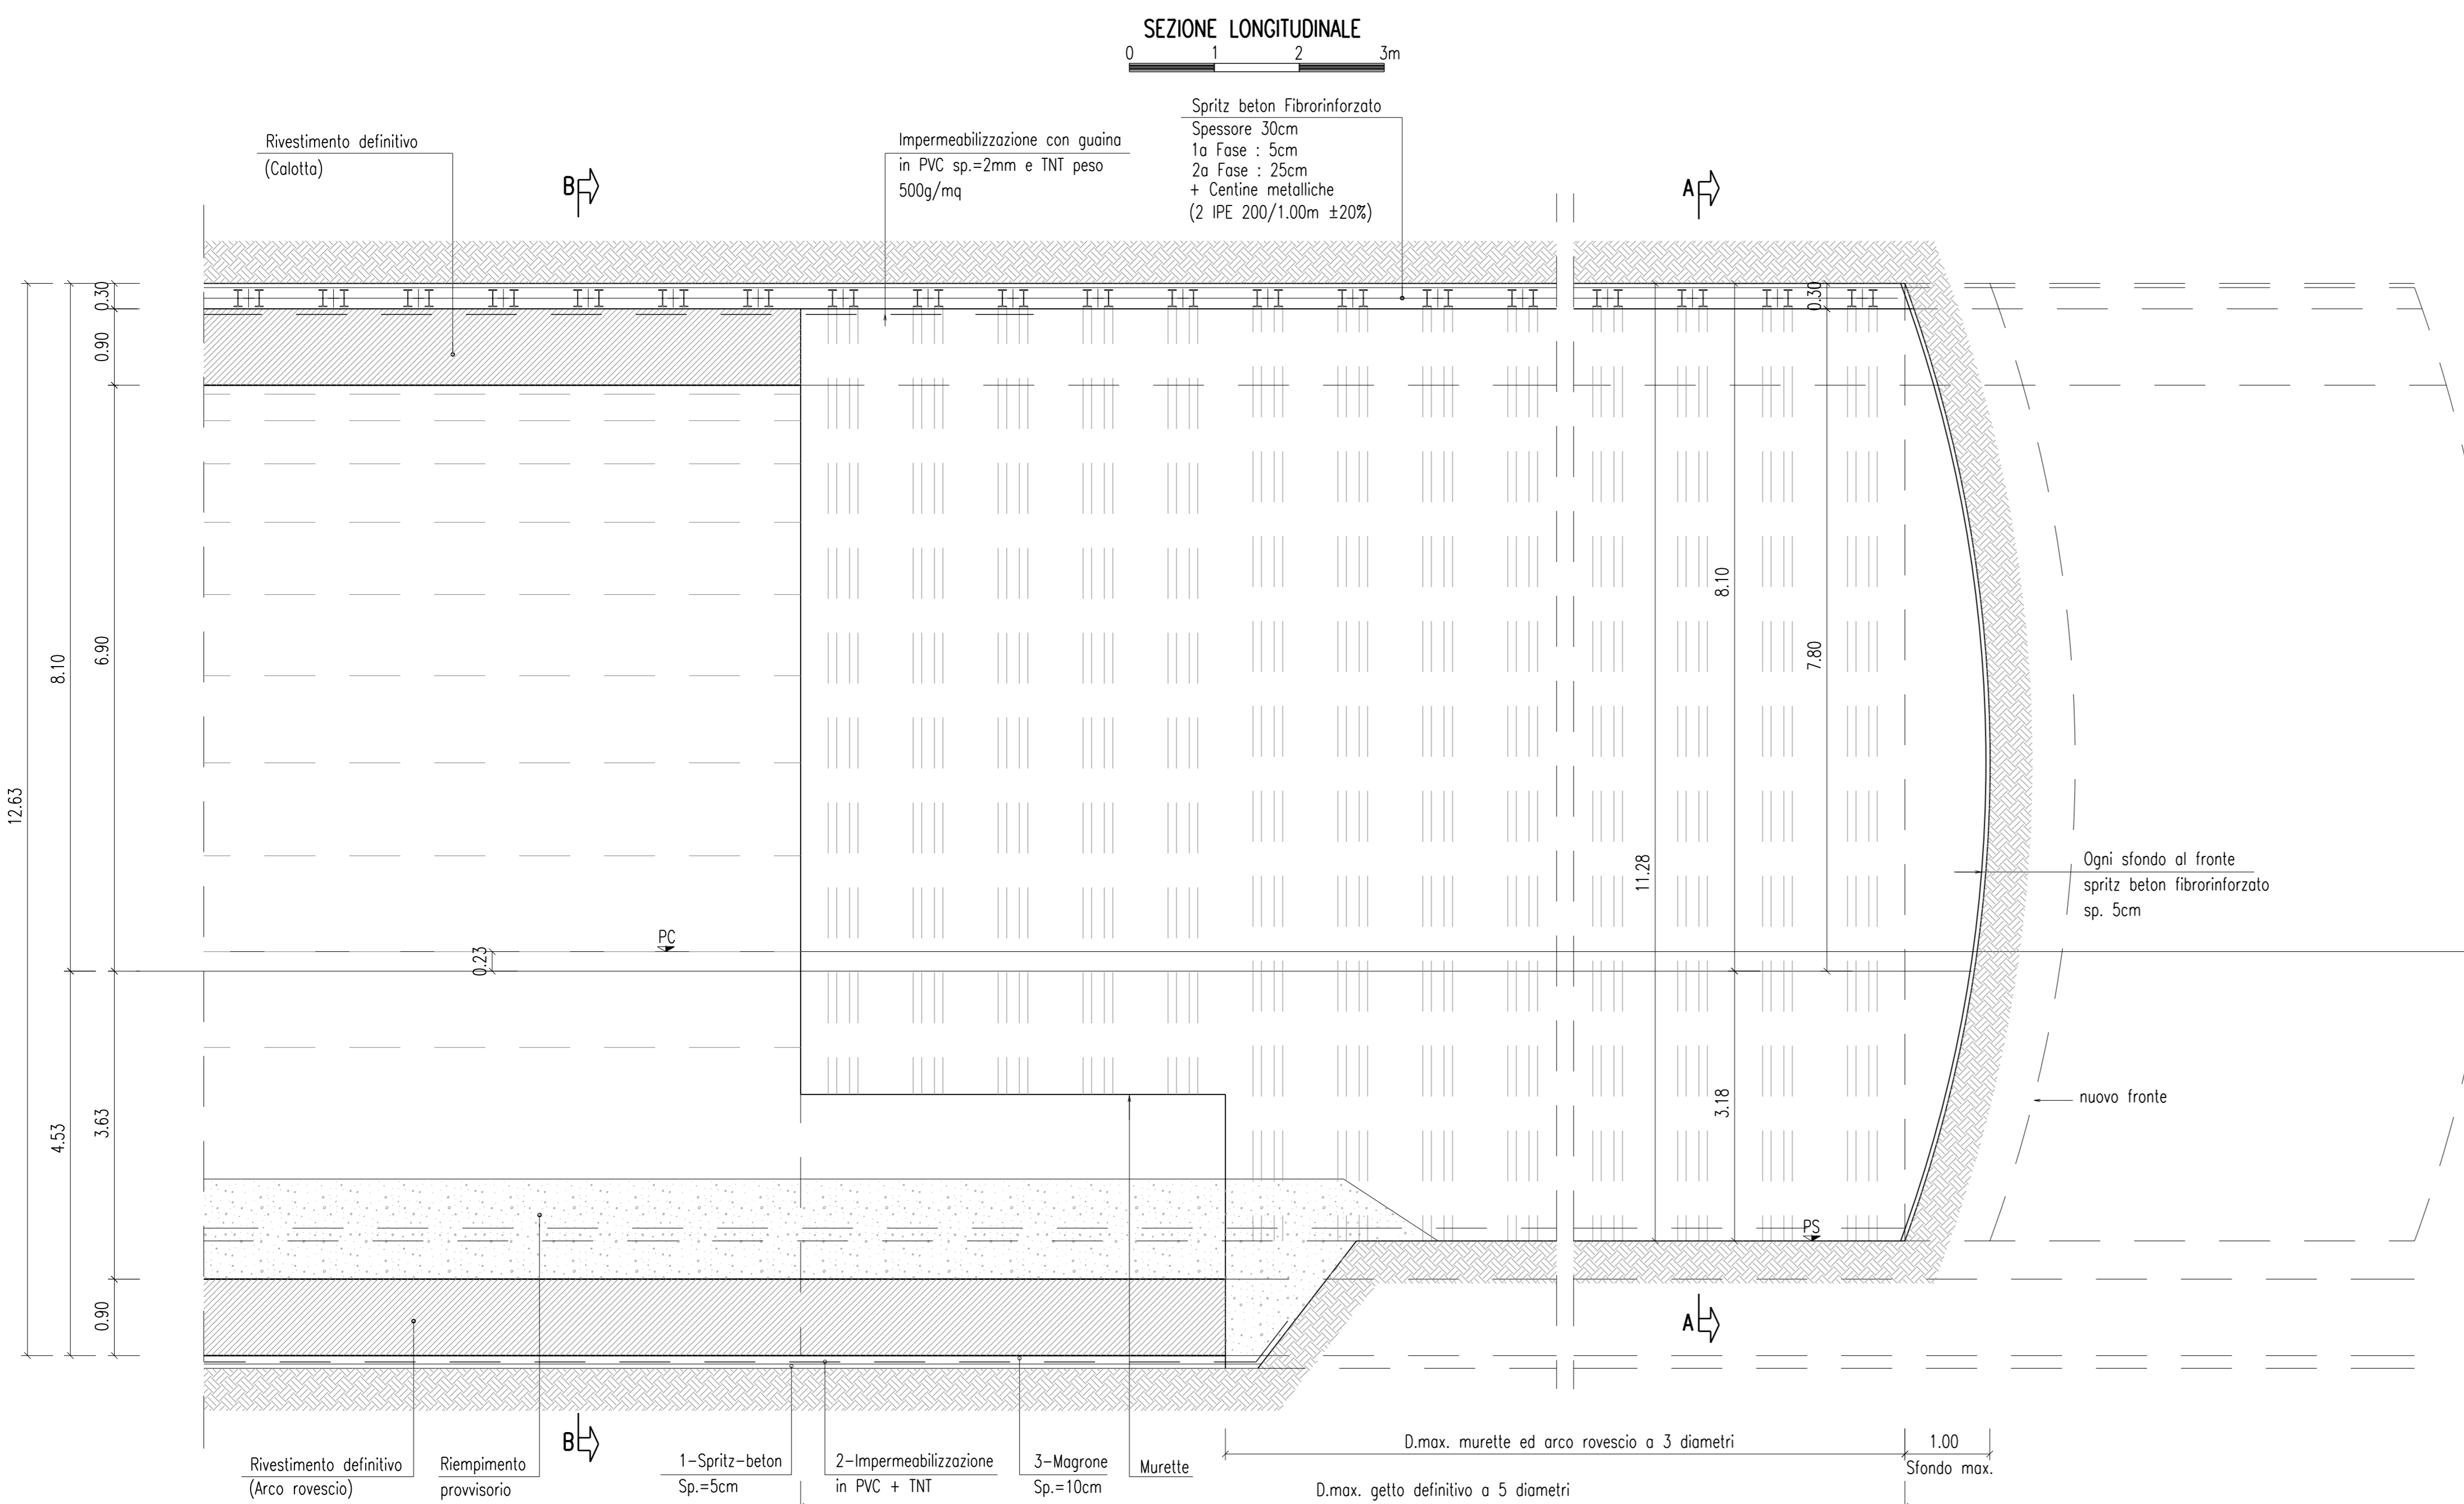 SEZIONE LONGITUDINALE
0 1 2 3m
Spritz beton Fibrorinforzato
Spessore 30cm
1a Fase : 5cm
2a Fase : 25cm
+ Centine metalliche
(2 IPE 200/1.00m ±20%)
Rivestimento definitivo
(Calotta)
Impermeabilizzazione con guaina
in PVC sp.=2mm e TNT peso
500g/mq
B
A
0.30
0.90
6.90
8.10
12.63
3.63
4.53
0.90
0.30
8.10
7.80
11.28
3.18
PC
0.23
PS
Ogni sfondo al fronte
spritz beton fibrorinforzato
sp. 5cm
nuovo fronte
A
B
D.max. murette ed arco rovescio a 3 diametri
1.00
Sfondo max.
D.max. getto definitivo a 5 diametri
Rivestimento definitivo
(Arco rovescio)
Riempimento
provvisorio
1-Spritz-beton
Sp.=5cm
2-Impermeabilizzazione
in PVC + TNT
3-Magrone
Sp.=10cm
Murette